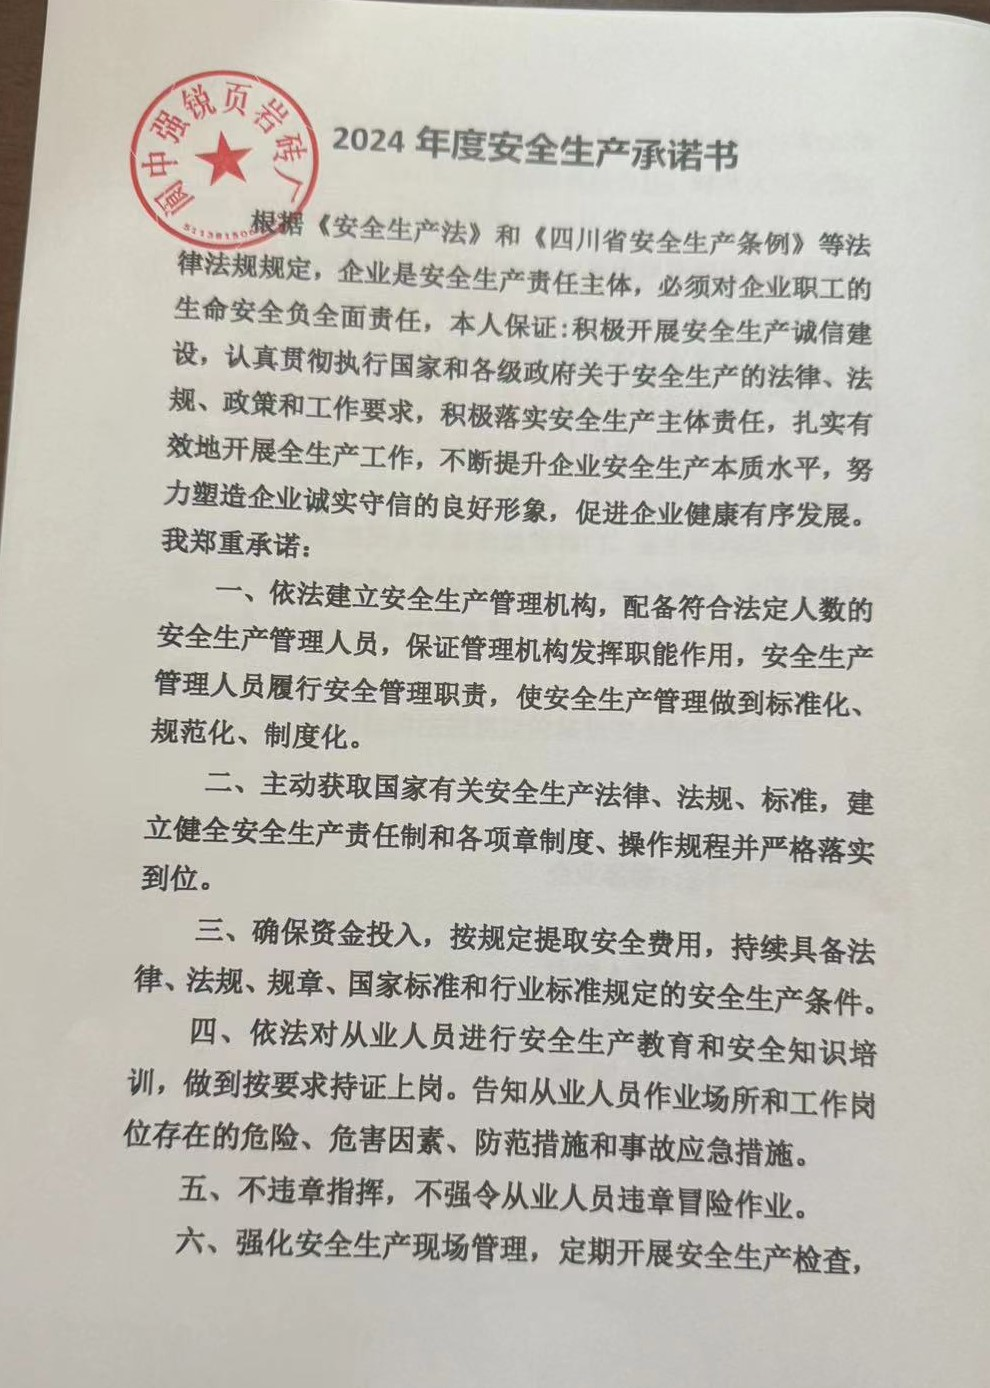 阆中强锐页岩砖厂
2024年度安全生产承诺书
根据《安全生产法》和《四川省安全生产条例》等法
律法规规定，企业是安全生产责任主体，必须对企业职工的
生命安全负全面责任，本人保证:积极开展安全生产诚信建
设，认真贯彻执行国家和各级政府关于安全生产的法律、法
规、政策和工作要求，积极落实安全生产主体责任，扎实有
效地开展全生产工作，不断提升企业安全生产本质水平，努
力塑造企业诚实守信的良好形象，促进企业健康有序发展。
我郑重承诺：
一、依法建立安全生产管理机构，配备符合法定人数的
安全生产管理人员，保证管理机构发挥职能作用，安全生产
管理人员履行安全管理职责，使安全生产管理做到标准化、
规范化、制度化。
二、主动获取国家有关安全生产法律、法规、标准，建
立健全安全生产责任制和各项章制度、操作规程并严格落实
到位。
三、确保资金投入，按规定提取安全费用，持续具备法
律、法规、规章、国家标准和行业标准规定的安全生产条件。
四、依法对从业人员进行安全生产教育和安全知识培
训，做到按要求持证上岗。告知从业人员作业场所和工作岗
位存在的危险、危害因素、防范措施和事故应急措施。
五、不违章指挥，不强令从业人员违章冒险作业。
六、强化安全生产现场管理，定期开展安全生产检查，